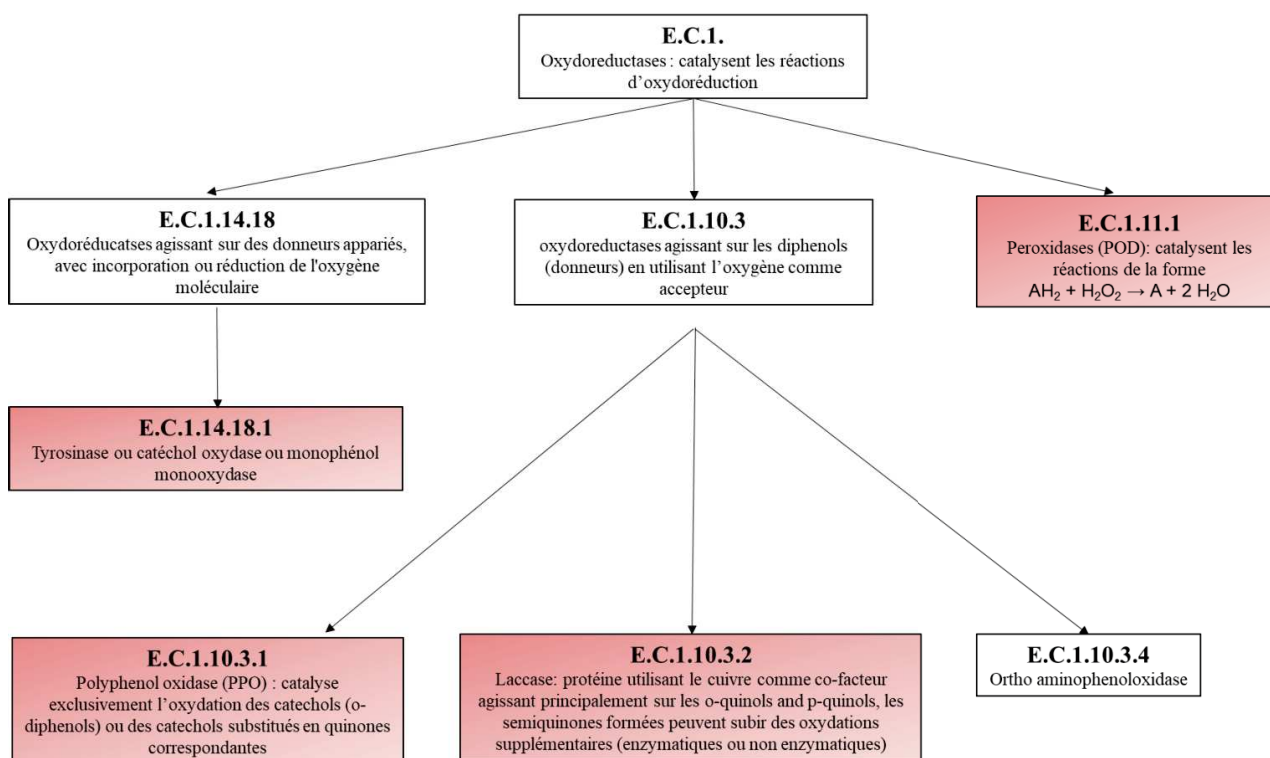 E.C.1.
Oxydoreductases : catalysent les réactions
d’oxydoréduction
E.C.1.14.18
Oxydoréducatses agissant sur des donneurs appariés,
avec incorporation ou réduction de l'oxygène
moléculaire
E.C.1.10.3
oxydoreductases agissant sur les diphenols
(donneurs) en utilisant l’oxygène comme
accepteur
E.C.1.11.1
Peroxidases (POD): catalysent les
réactions de la forme
AH₂ + H₂O₂ → A + 2 H₂O
E.C.1.14.18.1
Tyrosinase ou catéchol oxydase ou monophénol
monooxydase
E.C.1.10.3.1
Polyphenol oxidase (PPO) : catalyse
exclusivement l’oxydation des catechols (o-
diphenols) ou des catechols substitués en quinones
correspondantes
E.C.1.10.3.2
Laccase: protéine utilisant le cuivre comme co-facteur
agissant principalement sur les o-quinols and p-quinols, les
semiquinones formées peuvent subir des oxydations
supplémentaires (enzymatiques ou non enzymatiques)
E.C.1.10.3.4
Ortho aminophenoloxidase